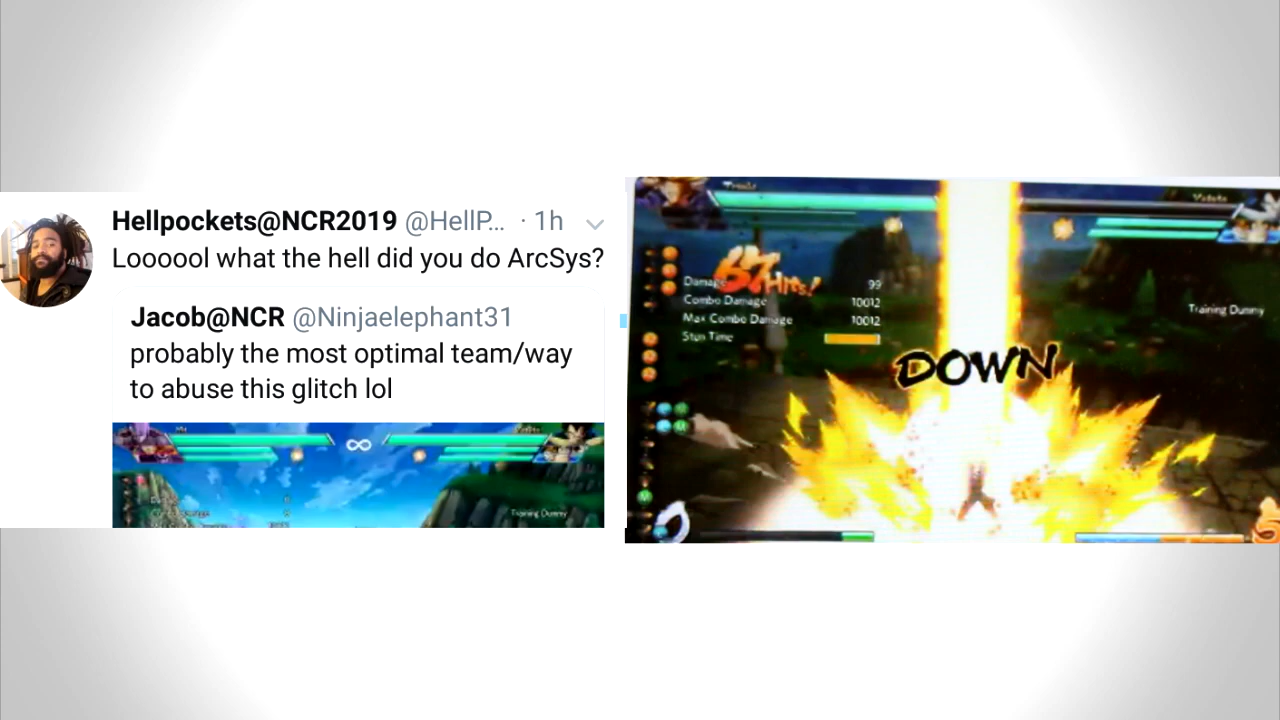 Hellpockets@NCR2019 @HellP... · 1h
Loooool what the hell did you do ArcSys?
Jacob@NCR @Ninjaelephant31
probably the most optimal team/way
to abuse this glitch lol
Training Dummy
67 Hits!
Damage 99
Combo Damage 10012
Max Combo Damage 10012
Stun Time
Training Dummy
DOWN